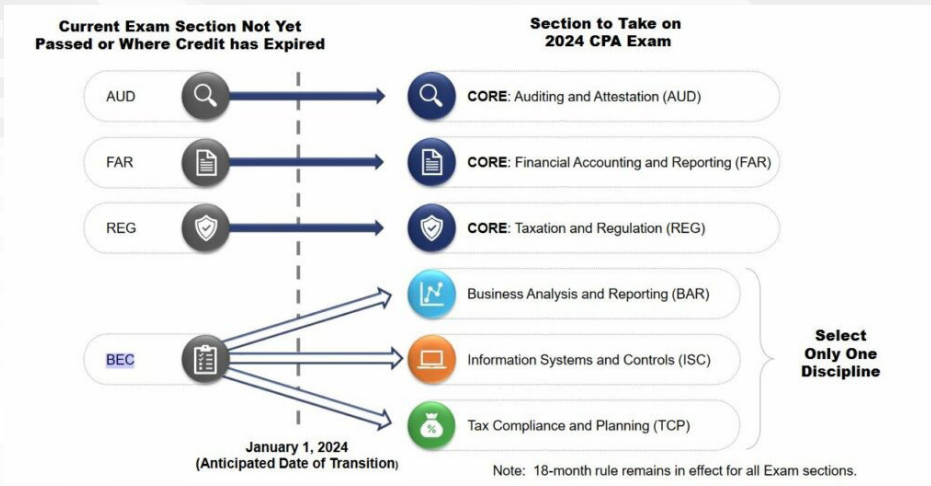 Current Exam Section Not Yet
Passed or Where Credit has Expired
Section to Take on
2024 CPA Exam
AUD
CORE: Auditing and Attestation (AUD)
FAR
CORE: Financial Accounting and Reporting (FAR)
REG
CORE: Taxation and Regulation (REG)
Business Analysis and Reporting (BAR)
BEC
Information Systems and Controls (ISC)
Tax Compliance and Planning (TCP)
Select
Only One
Discipline
January 1, 2024
(Anticipated Date of Transition)
Note: 18-month rule remains in effect for all Exam sections.